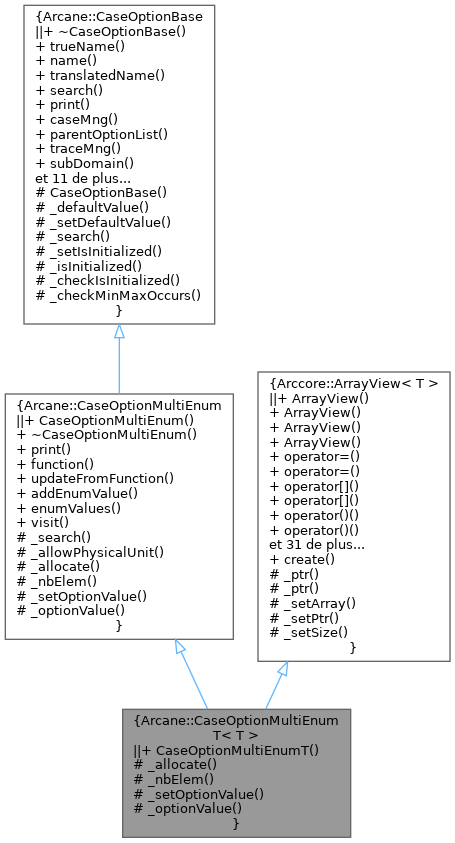 {Arcane::CaseOptionBase
||+ ~CaseOptionBase()
+ trueName()
+ name()
+ translatedName()
+ search()
+ print()
+ caseMng()
+ parentOptionList()
+ traceMng()
+ subDomain()
et 11 de plus...
# CaseOptionBase()
# _defaultValue()
# _setDefaultValue()
# _search()
# _setIsInitialized()
# _isInitialized()
# _checkIsInitialized()
# _checkMinMaxOccurs()
}
{Arcane::CaseOptionMultiEnum
||+ CaseOptionMultiEnum()
+ ~CaseOptionMultiEnum()
+ print()
+ function()
+ updateFromFunction()
+ addEnumValue()
+ enumValues()
+ visit()
# _search()
# _allowPhysicalUnit()
# _allocate()
# _nbElem()
# _setOptionValue()
# _optionValue()
}
{Arccore::ArrayView< T >
||+ ArrayView()
+ ArrayView()
+ ArrayView()
+ ArrayView()
+ operator=()
+ operator=()
+ operator[]()
+ operator[]()
+ operator()()
+ operator()()
et 31 de plus...
+ create()
# _ptr()
# _ptr()
# _setArray()
# _setPtr()
# _setSize()
}
{Arcane::CaseOptionMultiEnum
T< T >
||+ CaseOptionMultiEnumT()
# _allocate()
# _nbElem()
# _setOptionValue()
# _optionValue()
}